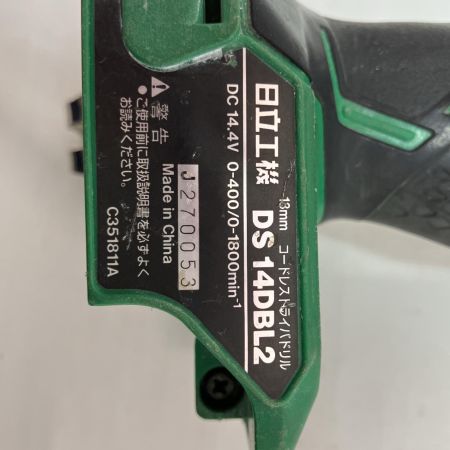 日立工機
13mm コードレスドライバドリル
DS 14DBL2
DC 14.4V 0-400/0-1800min⁻¹
J270053
Made in China
⚠ 警告
●ご使用前に取扱説明書を必ずよく
お読みください。
C351811A